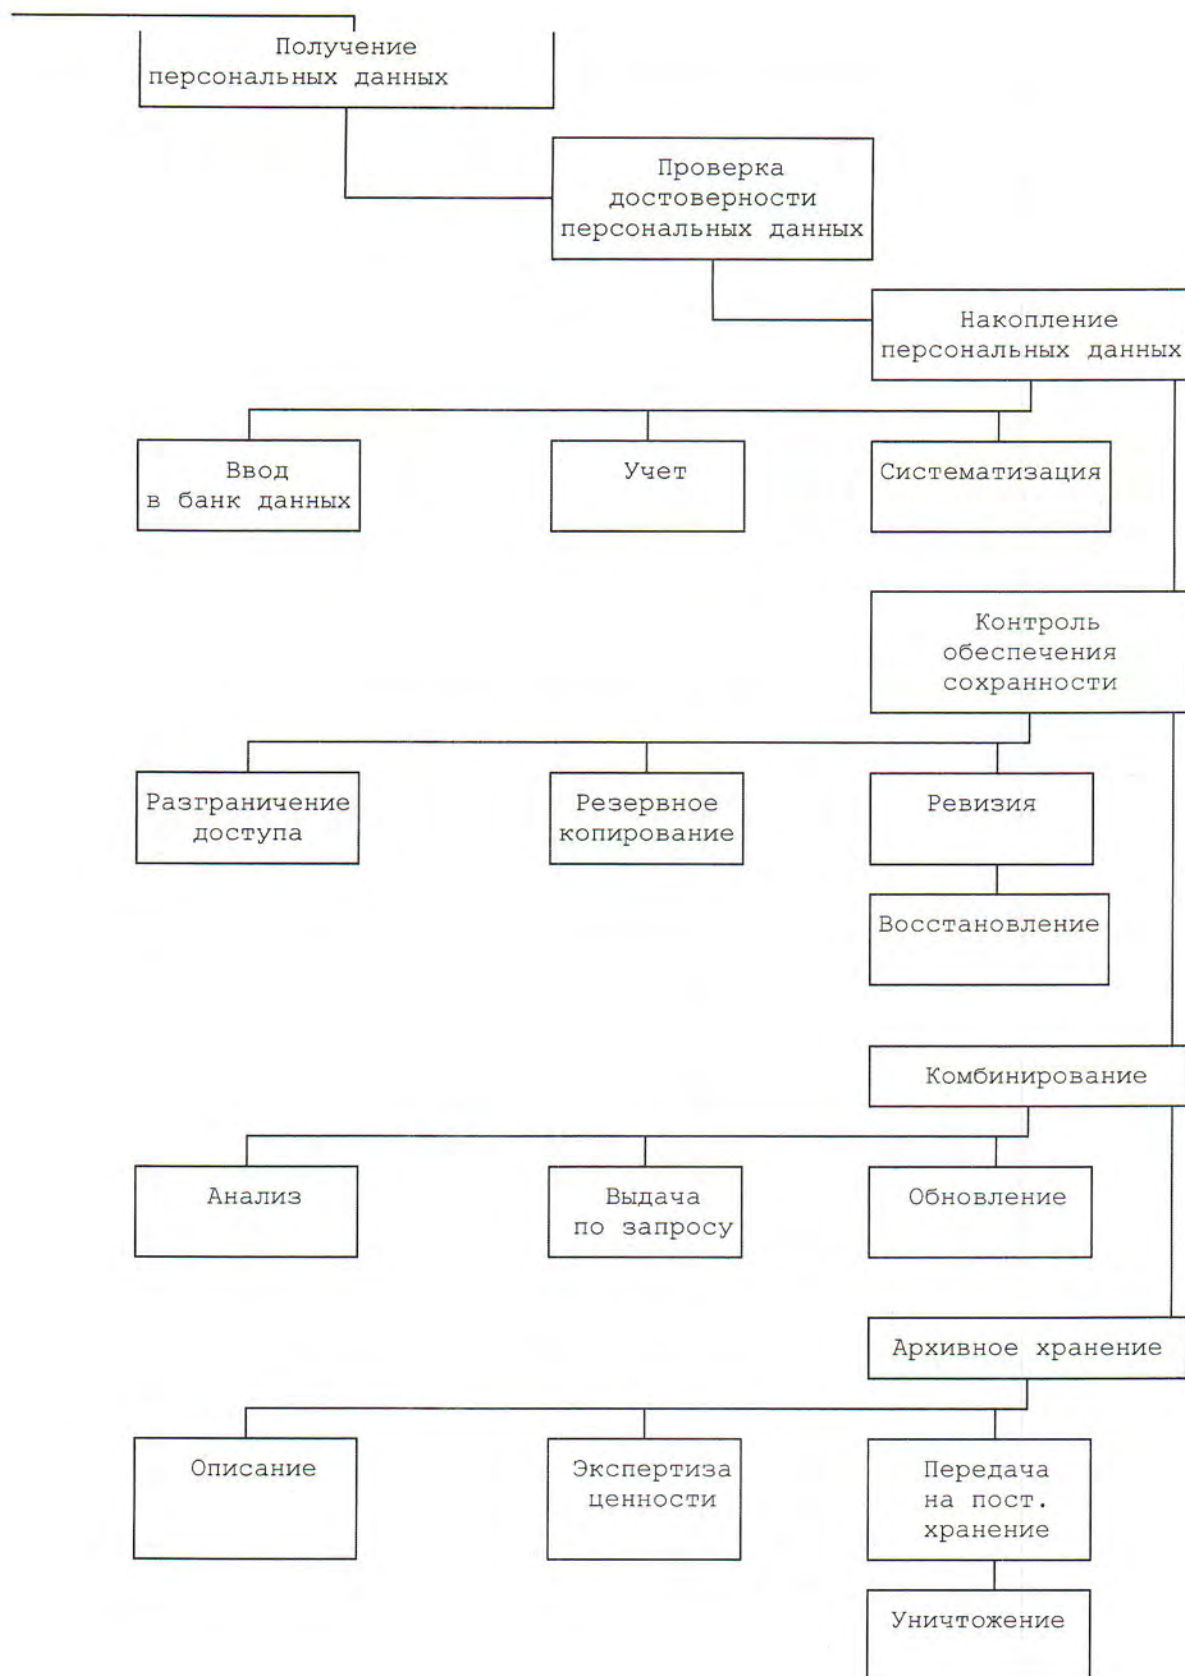 Получение
персональных данных
Проверка
достоверности
персональных данных
Накопление
персональных данных
Ввод
в банк данных
Учет
Систематизация
Контроль
обеспечения
сохранности
Разграничение
доступа
Резервное
копирование
Ревизия
Восстановление
Комбинирование
Анализ
Выдача
по запросу
Обновление
Архивное хранение
Описание
Экспертиза
ценности
Передача
на пост.
хранение
Уничтожение